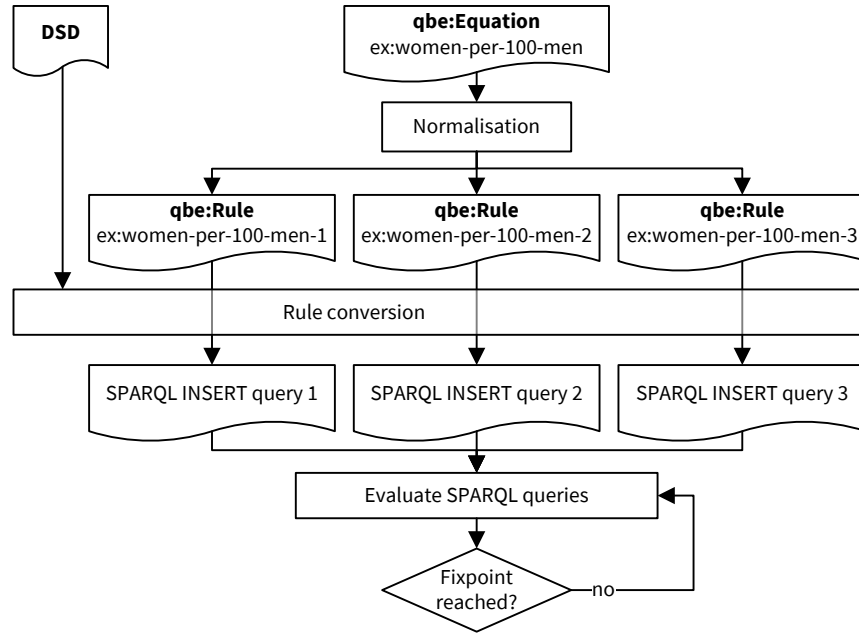 DSD
qbe:Equation
ex:women-per-100-men
Normalisation
qbe:Rule
ex:women-per-100-men-1
qbe:Rule
ex:women-per-100-men-2
qbe:Rule
ex:women-per-100-men-3
Rule conversion
SPARQL INSERT query 1
SPARQL INSERT query 2
SPARQL INSERT query 3
Evaluate SPARQL queries
Fixpoint
reached?
no